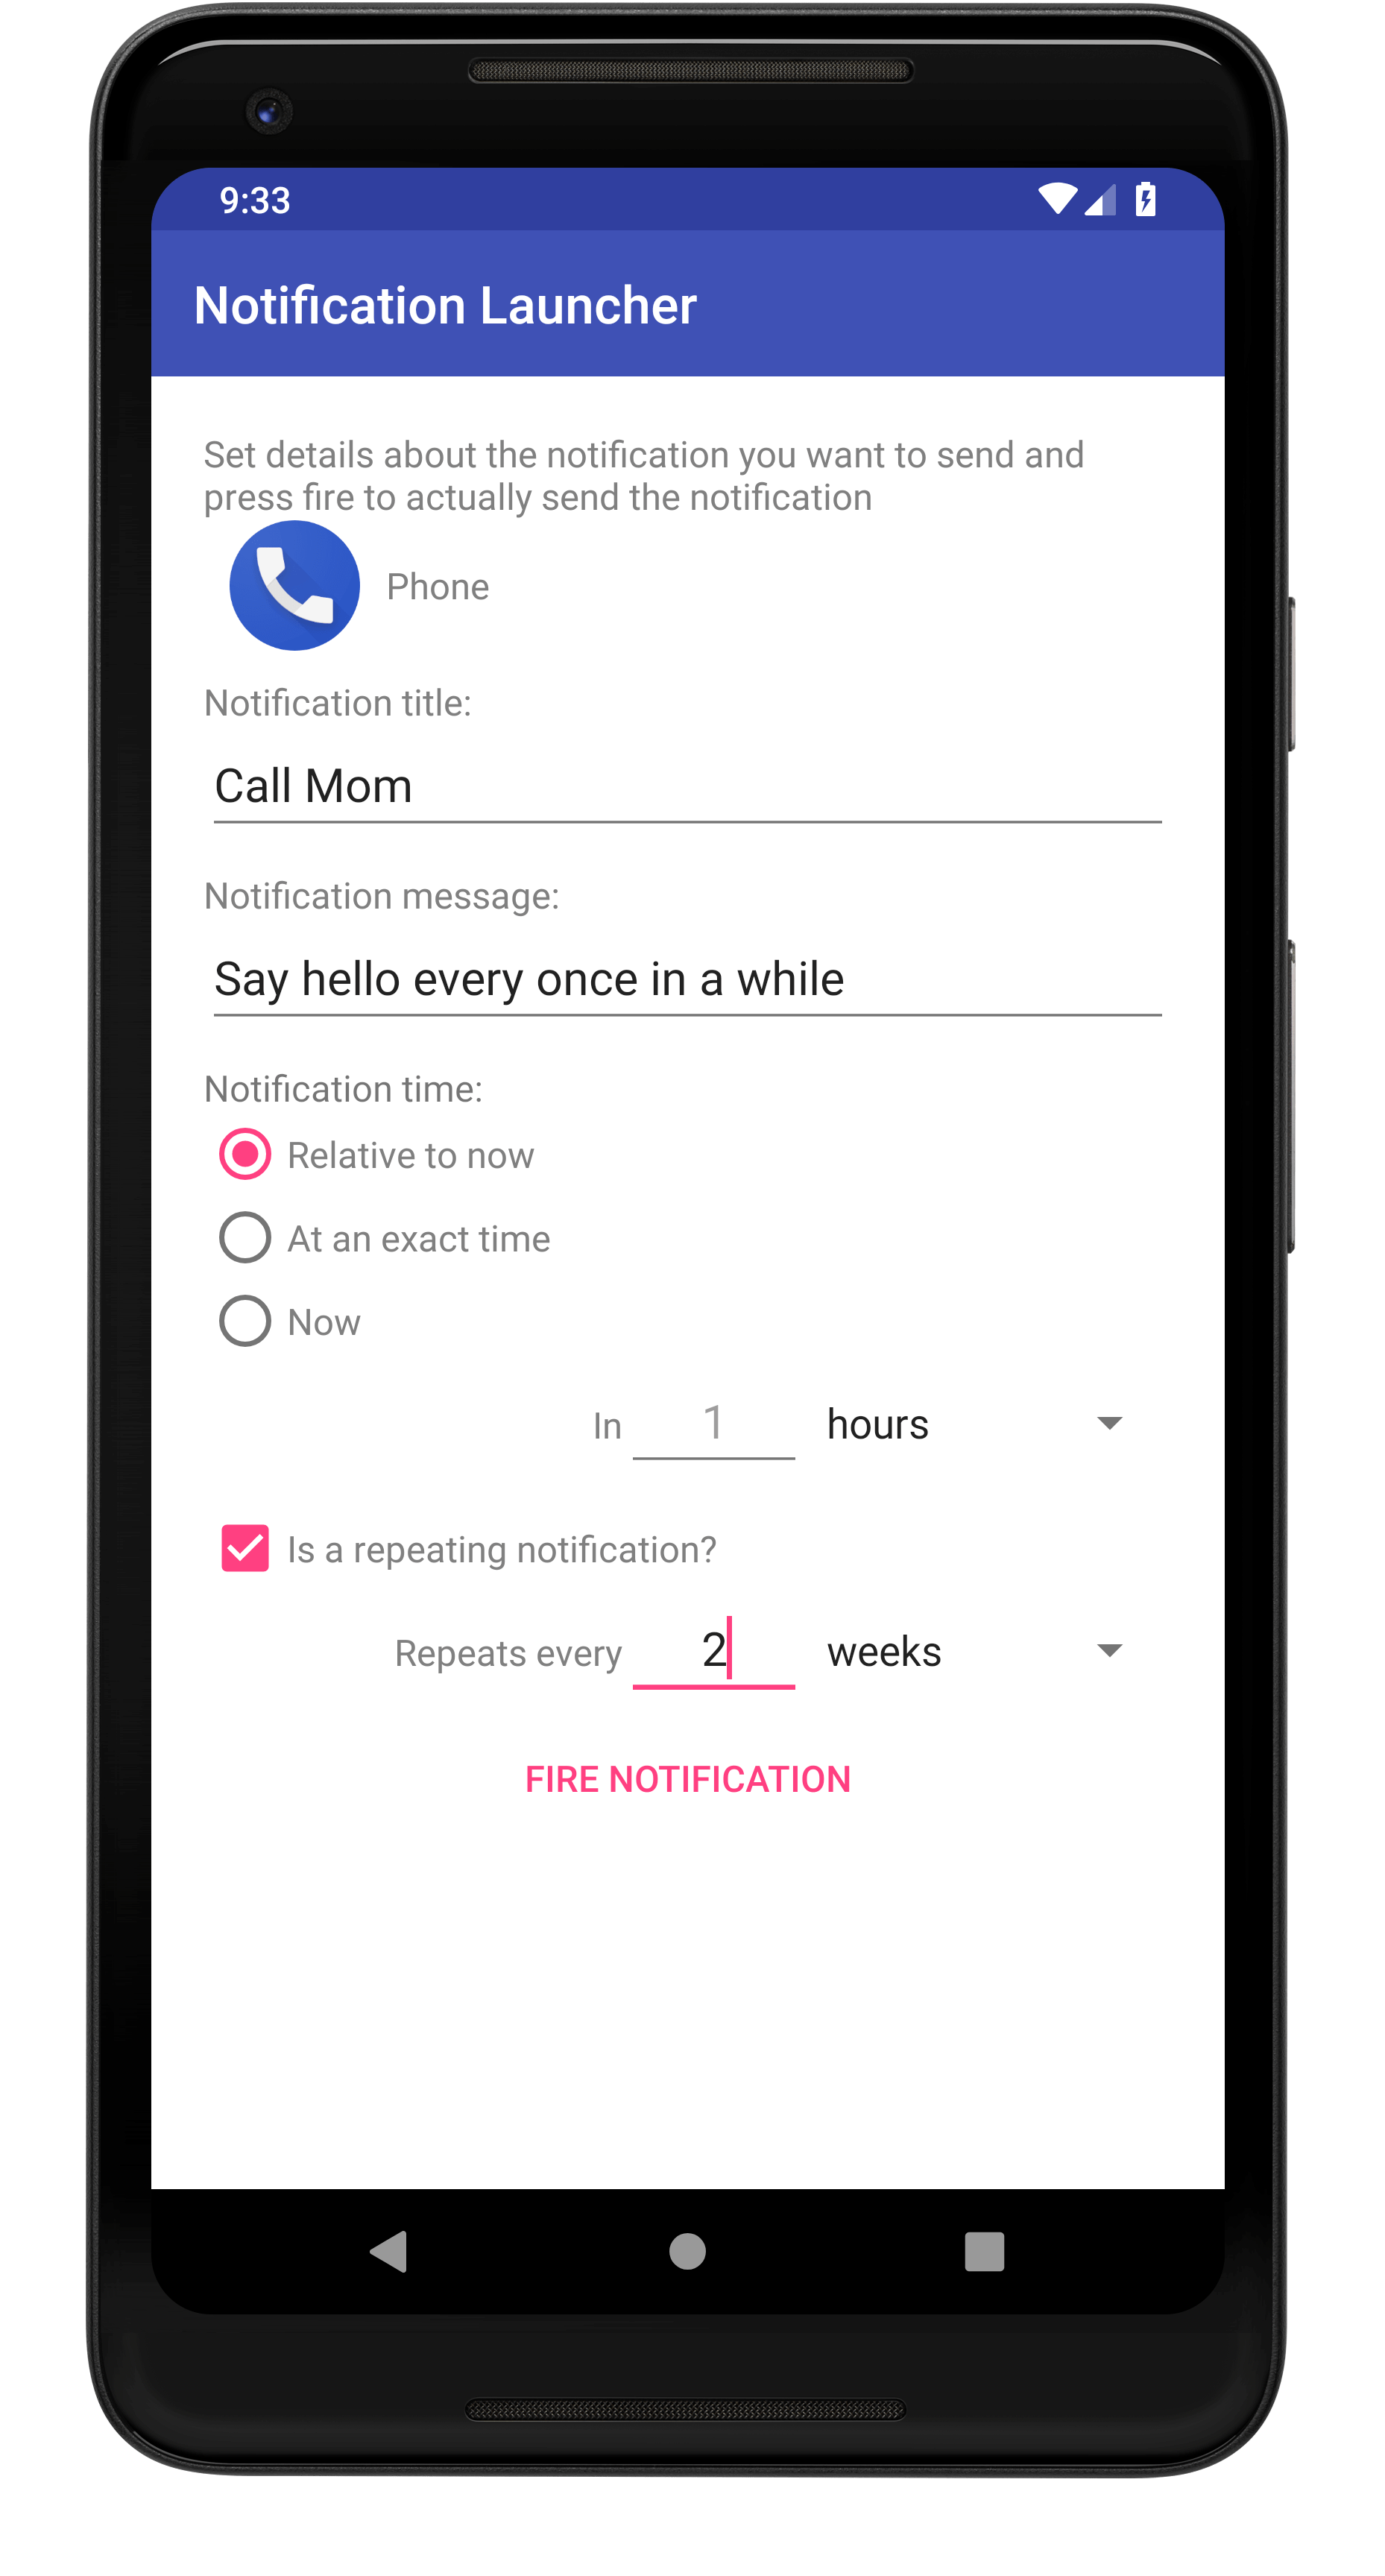 9:33
Notification Launcher
Set details about the notification you want to send and
press fire to actually send the notification
Phone
Notification title:
Call Mom
Notification message:
Say hello every once in a while
Notification time:
Relative to now
At an exact time
Now
In 1 hours
Is a repeating notification?
Repeats every 2 weeks
FIRE NOTIFICATION